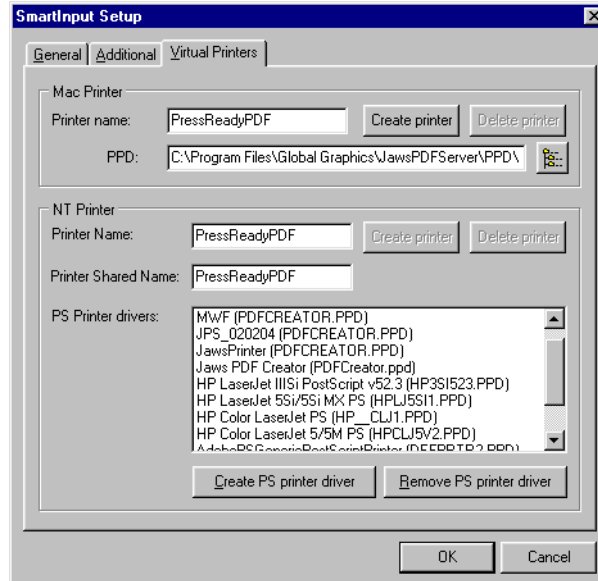 SmartInput Setup
General Additional Virtual Printers
Mac Printer
Printer name: PressReadyPDF Create printer Delete printer
PPD: C:\Program Files\Global Graphics\JawsPDFServer\PPD\
NT Printer
Printer Name: PressReadyPDF Create printer Delete printer
Printer Shared Name: PressReadyPDF
PS Printer drivers:
MWF (PDFCREATOR.PPD)
JPS_020204 (PDFCREATOR.PPD)
JawsPrinter (PDFCREATOR.PPD)
Jaws PDF Creator (PDFCreator.ppd)
HP LaserJet IIISi PostScript v52.3 (HP3SI523.PPD)
HP LaserJet 5Si/5Si MX PS (HPLJ5SI1.PPD)
HP Color LaserJet PS (HP__CLJ1.PPD)
HP Color LaserJet 5/5M PS (HPCLJ5V2.PPD)
AdobePSGenericPostScriptPrinter (DEFPRTR2.PPD)
Create PS printer driver Remove PS printer driver
OK Cancel